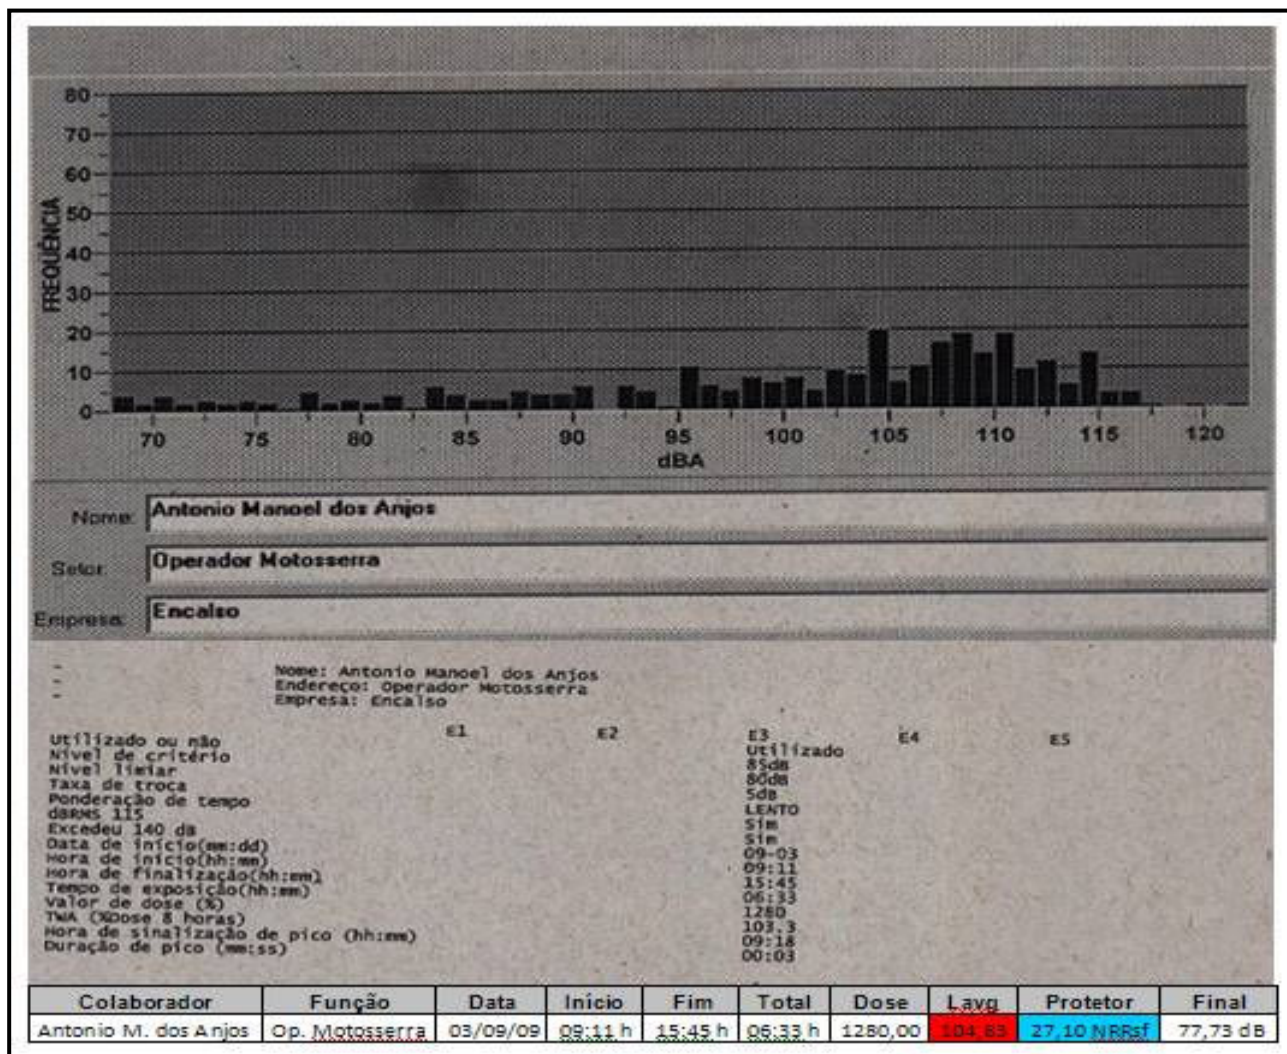 80
70
60
50
40
30
20
10
0
FREQUÊNCIA
70 75 80 85 90 95 100 105 110 115 120
dBA
Nome: Antonio Manoel dos Anjos
Setor: Operador Motosserra
Empresa: Encalso
Nome: Antonio Manoel dos Anjos
Endereço: Operador Motosserra
Empresa: Encalso
E1 E2 E3 E4 E5
Utilizado ou não Utilizado
Nível de critério 85dB
Nível limiar 80dB
Taxa de troca 5dB
Ponderação de tempo LENTO
dBRMS 115 Sim
Excedeu 140 dB Sim
Data de início(mm:dd) 09-03
Hora de início(hh:mm) 09:11
Hora de finalização(hh:mm) 15:45
Tempo de exposição(hh:mm) 06:33
Valor de dose (%) 1280
TWA (%Dose 8 horas) 103.3
Hora de sinalização de pico (hh:mm) 09:18
Duração de pico (mm:ss) 00:03
Colaborador Função Data Início Fim Total Dose Lavg Protetor Final
Antonio M. dos Anjos Op. Motosserra 03/09/09 09:11 h 15:45 h 06:33 h 1280,00 104,83 27,10 NRRsf 77,73 dB